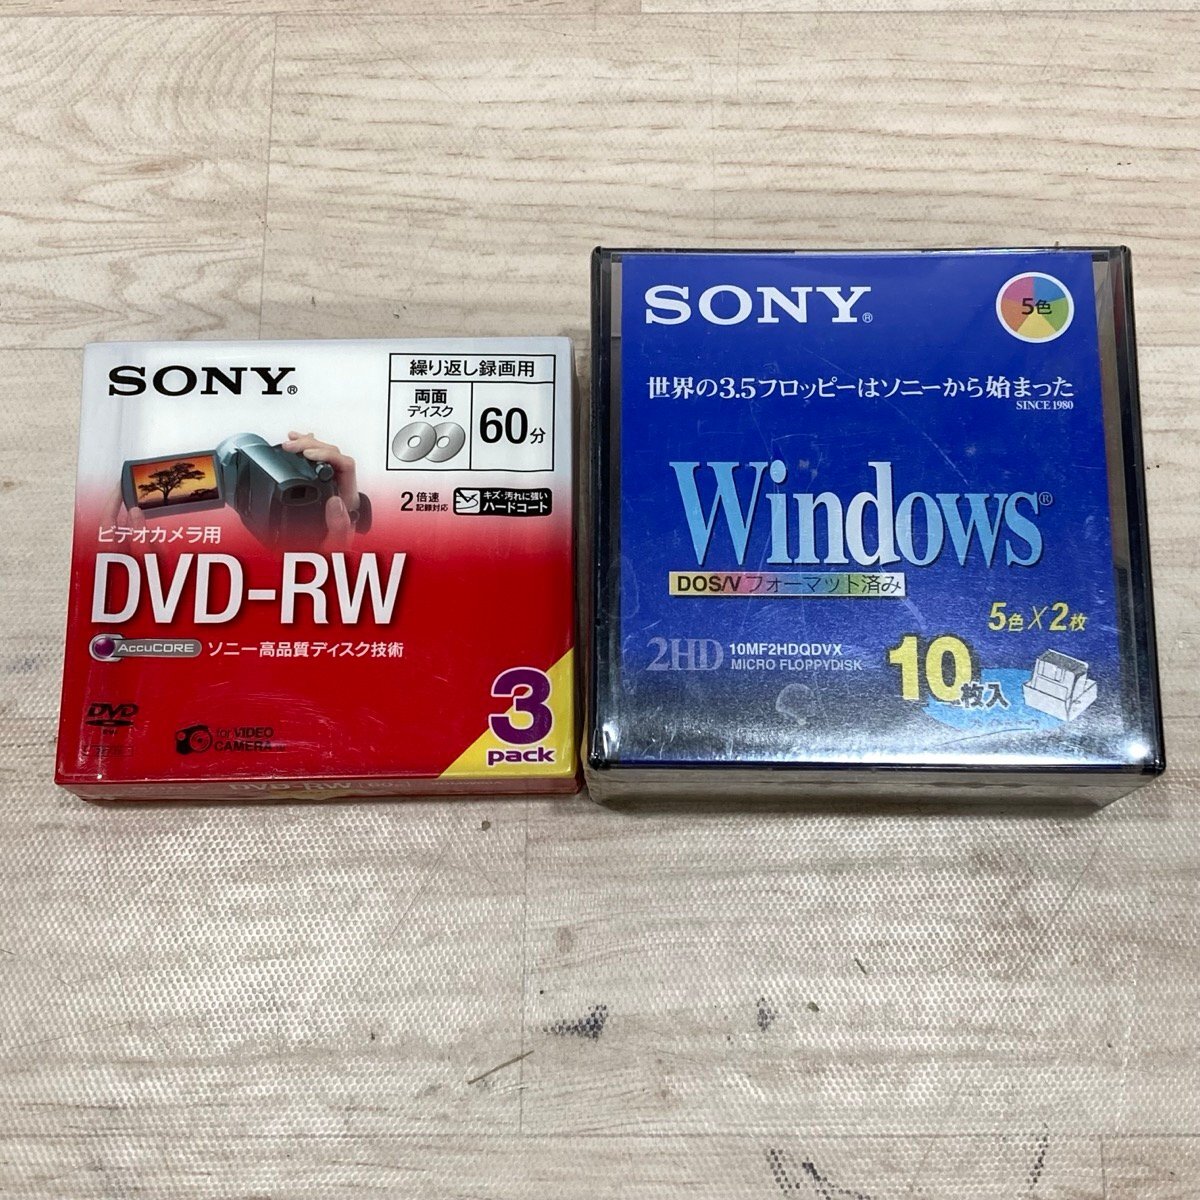 SONY®
繰り返し録画用
両面
ディスク
60分
2倍速
記録対応
キズ・汚れに強い
ハードコート
ビデオカメラ用
DVD-RW
AccuCORE
ソニー高品質ディスク技術
DVD
RW
for VIDEO
CAMERA
3
pack
DVD-RW
SONY®
5色
世界の3.5フロッピーはソニーから始まった
SINCE 1980
Windows®
DOS/Vフォーマット済み
5色X2枚
2HD
10MF2HDQDVX
MICRO FLOPPYDISK
10枚入